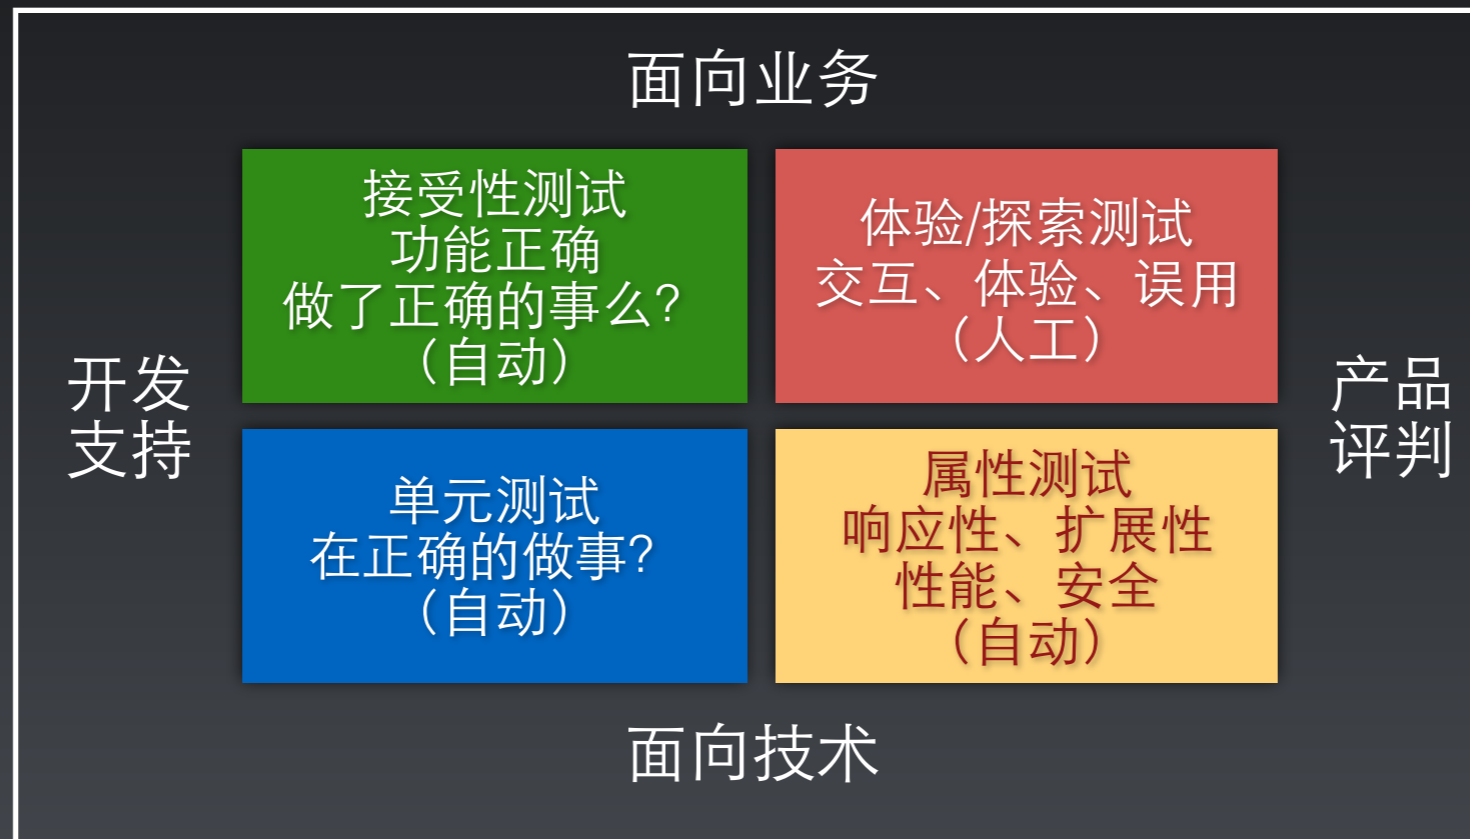 面向业务
接受性测试
功能正确
做了正确的事么?
（自动）
体验/探索测试
交互、体验、误用
（人工）
开发
支持
产品
评判
单元测试
在正确的做事?
（自动）
属性测试
响应性、扩展性
性能、安全
（自动）
面向技术